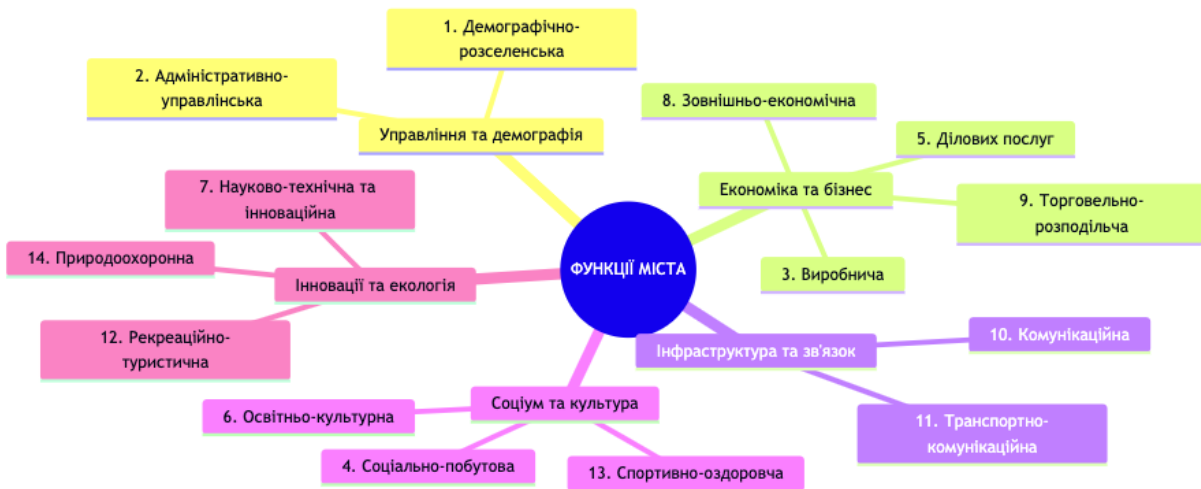 1. Демографічно-
розселенська
2. Адміністративно-
управлінська
Управління та демографія
8. Зовнішньо-економічна
5. Ділових послуг
Економіка та бізнес
9. Торговельно-
розподільча
3. Виробнича
7. Науково-технічна та
інноваційна
14. Природоохоронна
Інновації та екологія
12. Рекреаційно-
туристична
ФУНКЦІЇ МІСТА
Інфраструктура та зв'язок
10. Комунікаційна
11. Транспортно-
комунікаційна
Соціум та культура
6. Освітньо-культурна
4. Соціально-побутова
13. Спортивно-оздоровча